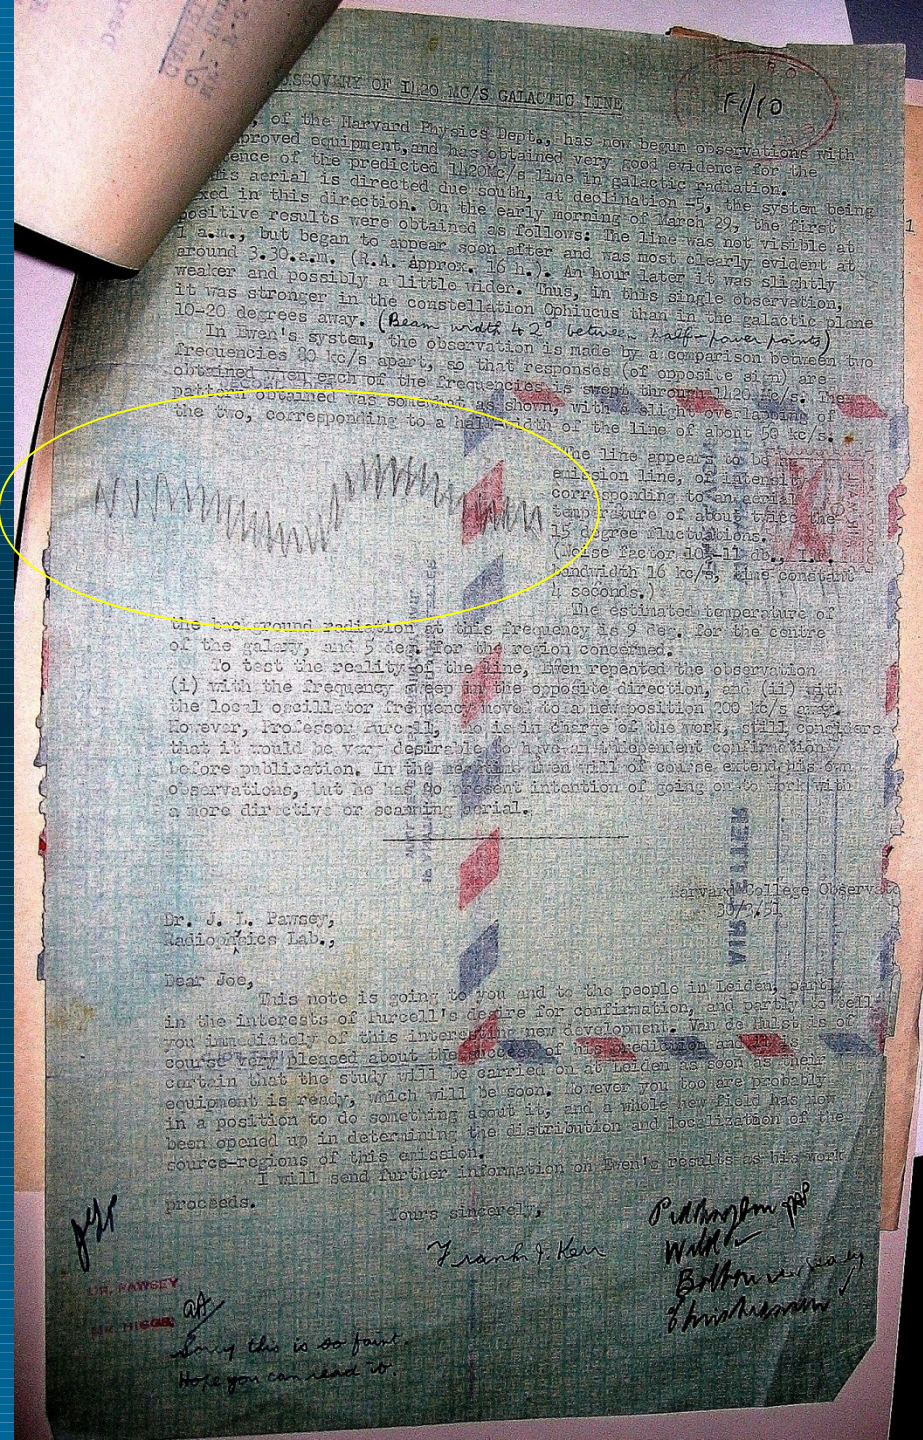 ISCOVERY OF 1420 MC/S GALACTIC LINE
F1/10
, of the Harvard Physics Dept., has now begun observations with
proved equipment, and has obtained very good evidence for the
ence of the predicted 1420Mc/s line in galactic radiation.
is aerial is directed due south, at declination -5, the system being
ed in this direction. On the early morning of March 29, the first
positive results were obtained as follows: The line was not visible at
a.m., but began to appear soon after and was most clearly evident at
around 3.30.a.m. (R.A. Approx. 16 h.). An hour later it was slightly
weaker and possibly a little wider. Thus, in this single observation,
it was stronger in the constellation Ophiucus than in the galactic plane
10-20 degrees away. (Beam width 42° between half-power points)
In Ewen's system, the observation is made by a comparison between two
frequencies 80 kc/s apart, so that responses (of opposite sign) are
obtained when each of the frequencies is swept through 1420 Kc/s. The
pattern obtained was somewhat as shown, with a slight overlapping of
the two, corresponding to a half-width of the line of about 50 kc/s.
The line appears to be an
emission line, of intensity
corresponding to an aerial
temperature of about twice the
15 degree fluctuations.
(Noise factor 10-11 db., I.F.
bandwidth 16 kc/s, time constant
4 seconds.)
The estimated temperature of
the background radiation at this frequency is 9 deg. for the centre
of the galaxy, and 5 deg. for the region concerned.
To test the reality of the line, Ewen repeated the observation
(i) with the frequency sweep in the opposite direction, and (ii) with
the local oscillator frequency moved to a new position 200 kc/s away.
However, Professor Purcell, who is in charge of the work, still considers
that it would be very desirable to have an independent confirmation
before publication. In the meantime Ewen will of course extend his own
observations, but he has no present intention of going on to work with
a more directive or scanning aerial.
Harvard College Observato
30/3/51
Dr. J. L. Pawsey,
Radiophysics Lab.,
AIR LETTER
Dear Joe,
This note is going to you and to the people in Leiden, partly
in the interests of Purcell's desire for confirmation, and partly to tell
you immediately of this interesting new development. Van de Hulst is of
course very pleased about the success of his prediction and it is
certain that the study will be carried on at Leiden as soon as their
equipment is ready, which will be soon. However you too are probably
in a position to do something about it, and a whole new field has now
been opened up in determining the distribution and localization of the
source-regions of this emission.
I will send further information on Ewen's results as his work
proceeds.
Yours sincerely,
Frank J. Kerr
Piddington
Wild
Bolton
Christiansen
DR. PAWSEY
Sorry this is so faint.
Hope you can read it.